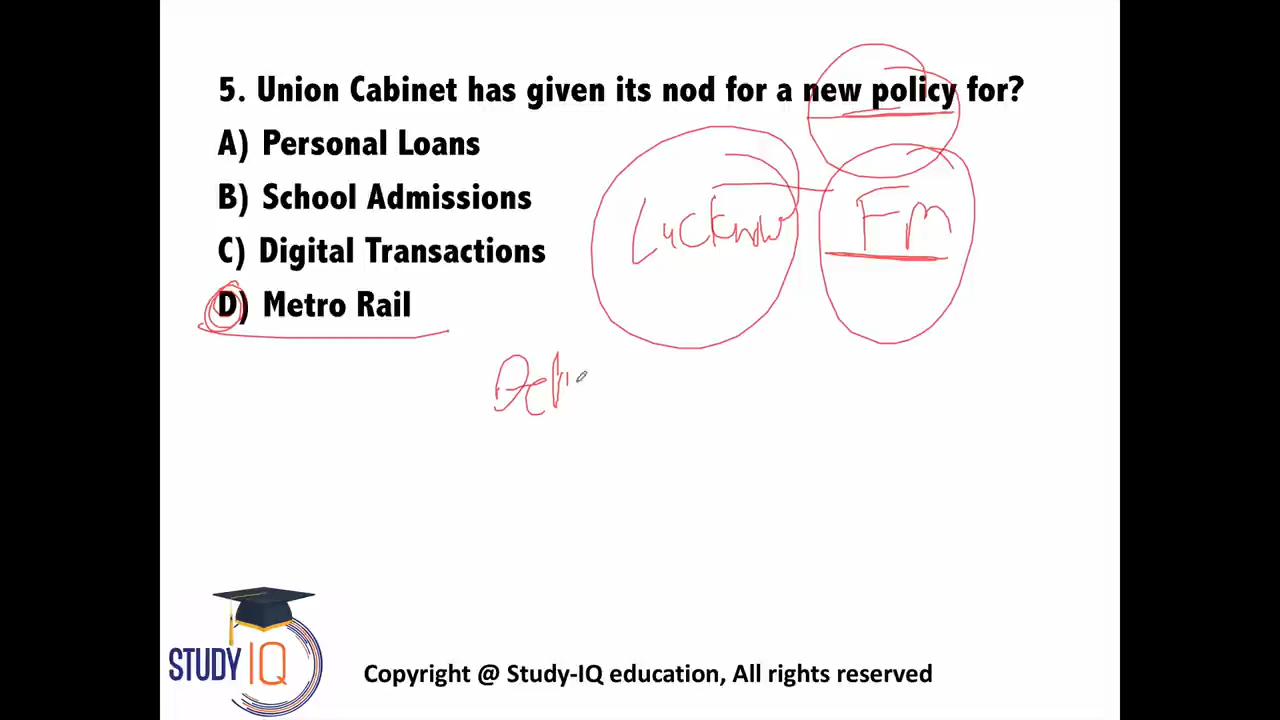 5. Union Cabinet has given its nod for a new policy for?
A) Personal Loans
B) School Admissions
C) Digital Transactions
D) Metro Rail
Lucknow
Fm
STUDY IQ
Copyright @ Study-IQ education, All rights reserved